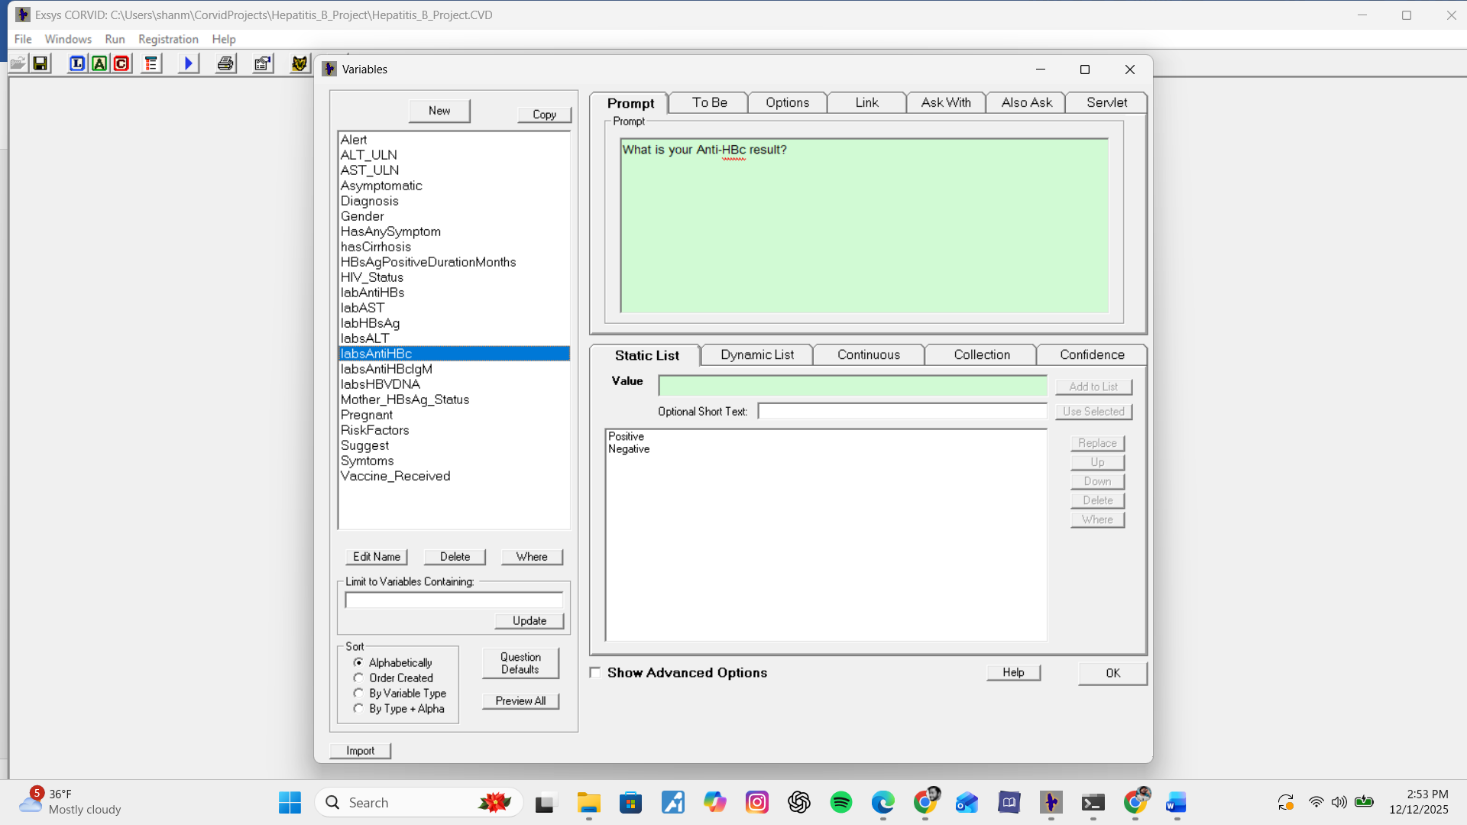 Exsys CORVID: C:\Users\shanm\CorvidProjects\Hepatitis_B_Project\Hepatitis_B_Project.CVD
File Windows Run Registration Help
L A C
Variables
New
Copy
Alert
ALT_ULN
AST_ULN
Asymptomatic
Diagnosis
Gender
HasAnySymptom
hasCirrhosis
HBsAgPositiveDurationMonths
HIV_Status
labAntiHBs
labAST
labHBsAg
labsALT
labsAntiHBc
labsAntiHBcIgM
labsHBVDNA
Mother_HBsAg_Status
Pregnant
RiskFactors
Suggest
Symtoms
Vaccine_Received
Edit Name Delete Where
Limit to Variables Containing:
Update
Sort
Alphabetically
Order Created
By Variable Type
By Type + Alpha
Question
Defaults
Preview All
Import
Prompt To Be Options Link Ask With Also Ask Servlet
Prompt
What is your Anti-HBc result?
Static List Dynamic List Continuous Collection Confidence
Value
Add to List
Optional Short Text:
Use Selected
Positive
Negative
Replace
Up
Down
Delete
Where
Show Advanced Options
Help
OK
5
36°F
Mostly cloudy
Search
2:53 PM
12/12/2025